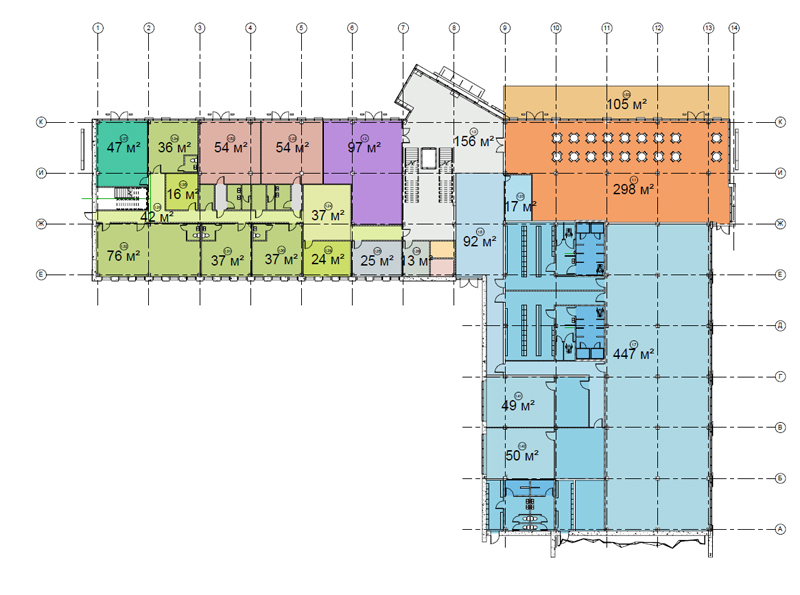 1 2 3 4 5 6 7 8 9 10 11 12 13 14
105 м²
К К
47 м² 36 м² 54 м² 54 м² 97 м² 156 м²
И И
16 м² 298 м²
42 м² 37 м² 17 м²
Ж Ж
92 м²
76 м² 37 м² 37 м² 24 м² 25 м² 13 м²
Е Е
Д
447 м²
Г
49 м²
В
50 м²
Б
А